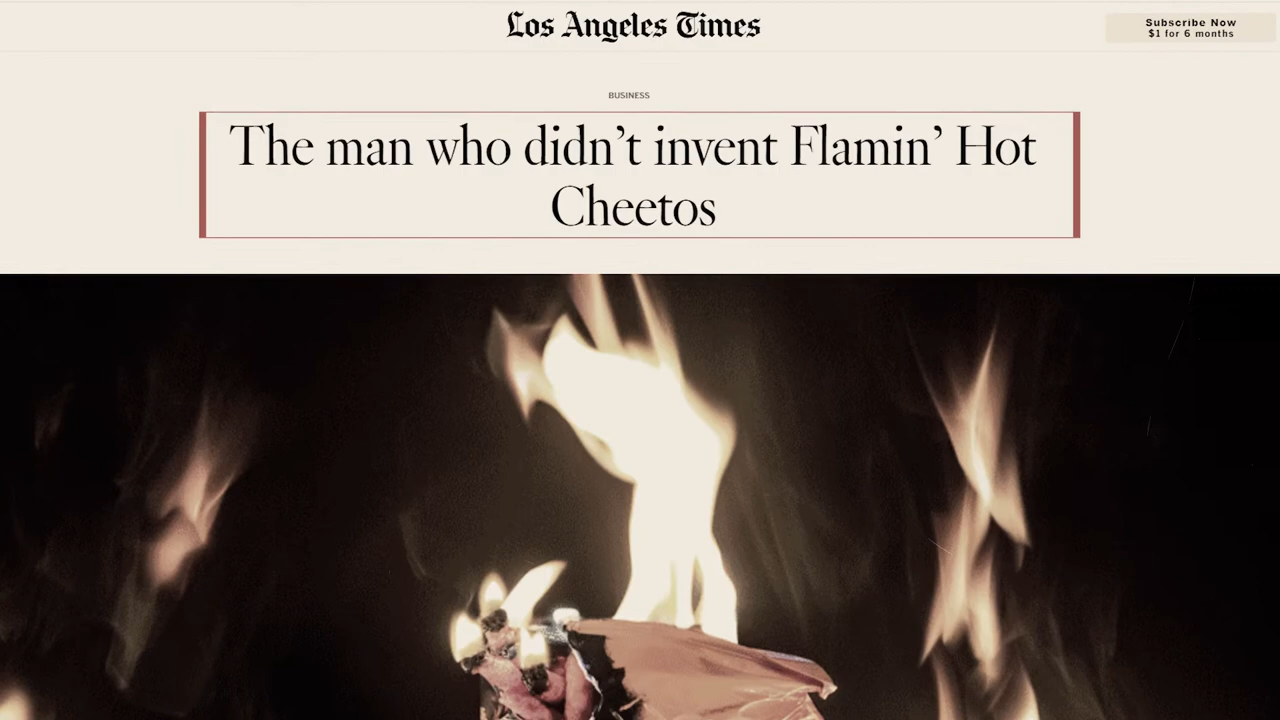 Los Angeles Times
Subscribe Now
$1 for 6 months
BUSINESS
The man who didn’t invent Flamin’ Hot
Cheetos